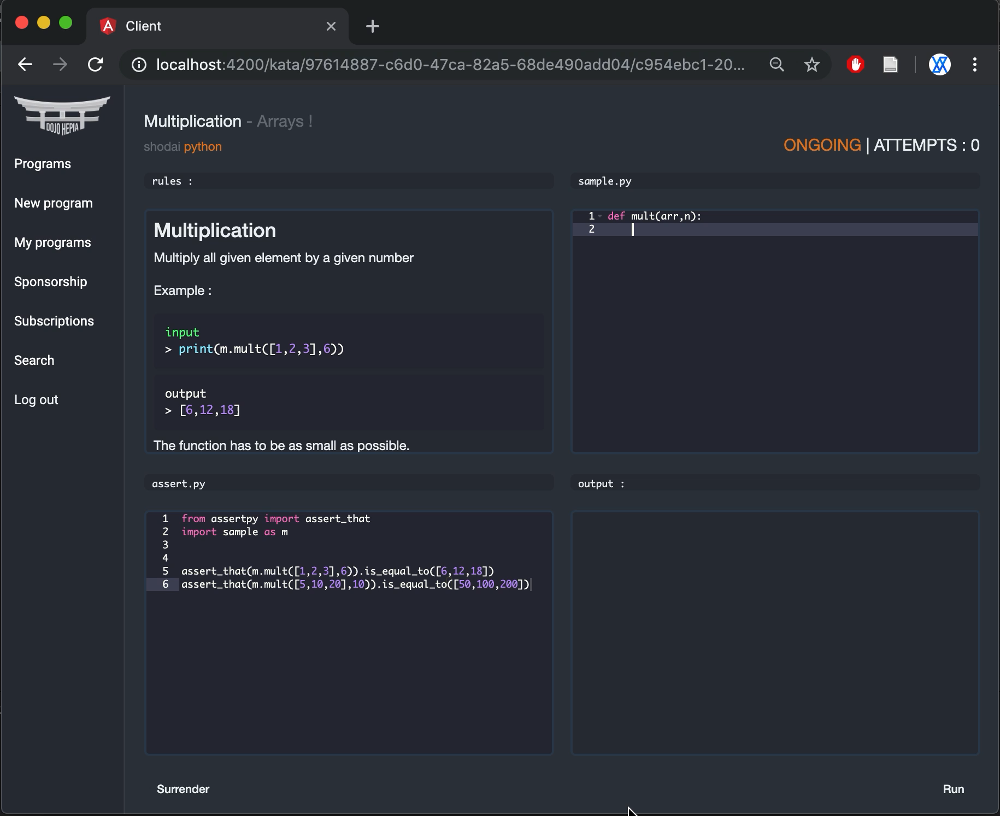 Client
localhost:4200/kata/97614887-c6d0-47ca-82a5-68de490add04/c954ebc1-20...
DOJO HEPIA
Programs
New program
My programs
Sponsorship
Subscriptions
Search
Log out
Multiplication - Arrays !
shodai python
ONGOING | ATTEMPTS : 0
rules :
Multiplication
Multiply all given element by a given number
Example :
input
> print(m.mult([1,2,3],6))
output
> [6,12,18]
The function has to be as small as possible.
sample.py
1 def mult(arr,n):
2
assert.py
1 from assertpy import assert_that
2 import sample as m
3
4
5 assert_that(m.mult([1,2,3],6)).is_equal_to([6,12,18])
6 assert_that(m.mult([5,10,20],10)).is_equal_to([50,100,200])
output :
Surrender
Run